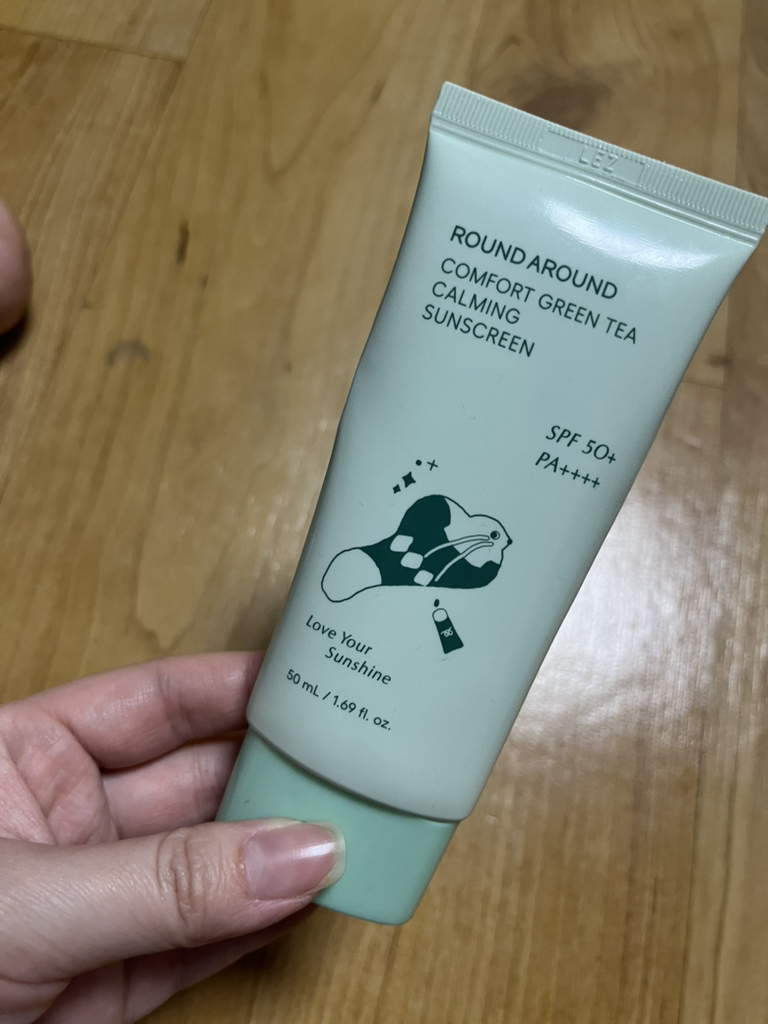 LEZ
ROUND AROUND
COMFORT GREEN TEA
CALMING
SUNSCREEN
SPF 50+
PA++++
Love Your
Sunshine
50 mL / 1.69 fl. oz.